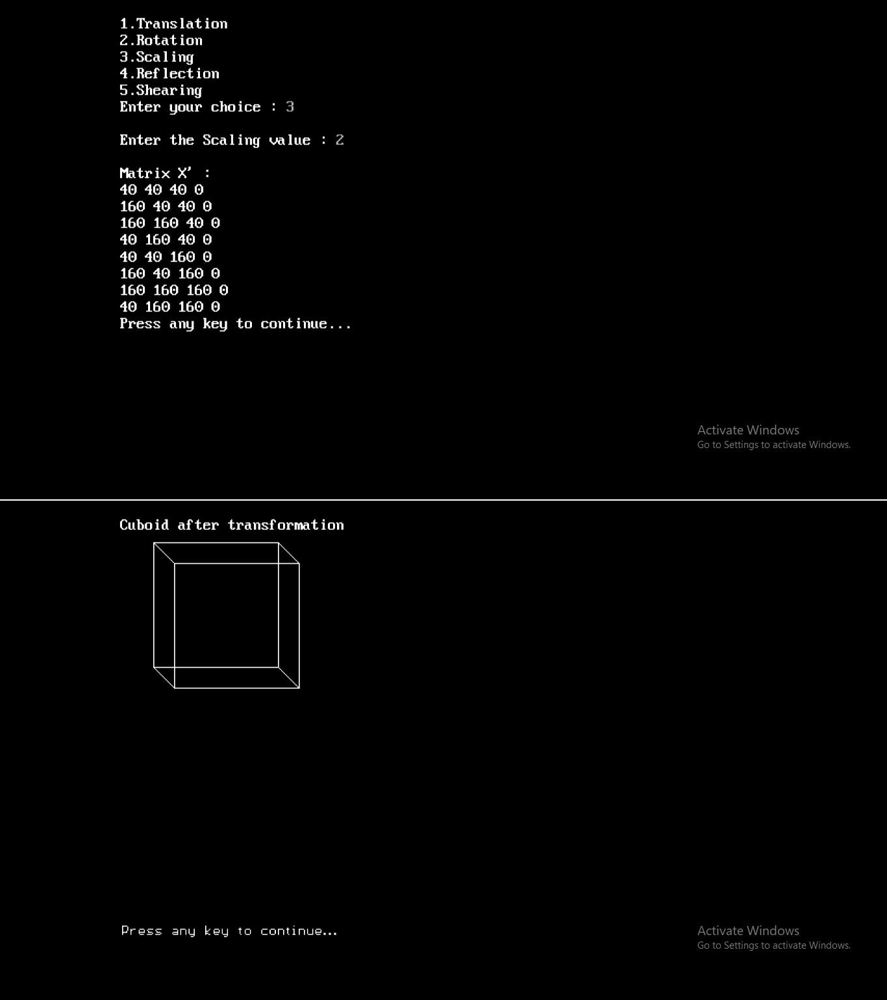 1.Translation
2.Rotation
3.Scaling
4.Reflection
5.Shearing
Enter your choice : 3
Enter the Scaling value : 2
Matrix X' :
40 40 40 0
160 40 40 0
160 160 40 0
40 160 40 0
40 40 160 0
160 40 160 0
160 160 160 0
40 160 160 0
Press any key to continue...
Activate Windows
Go to Settings to activate Windows.
Cuboid after transformation
Press any key to continue...
Activate Windows
Go to Settings to activate Windows.